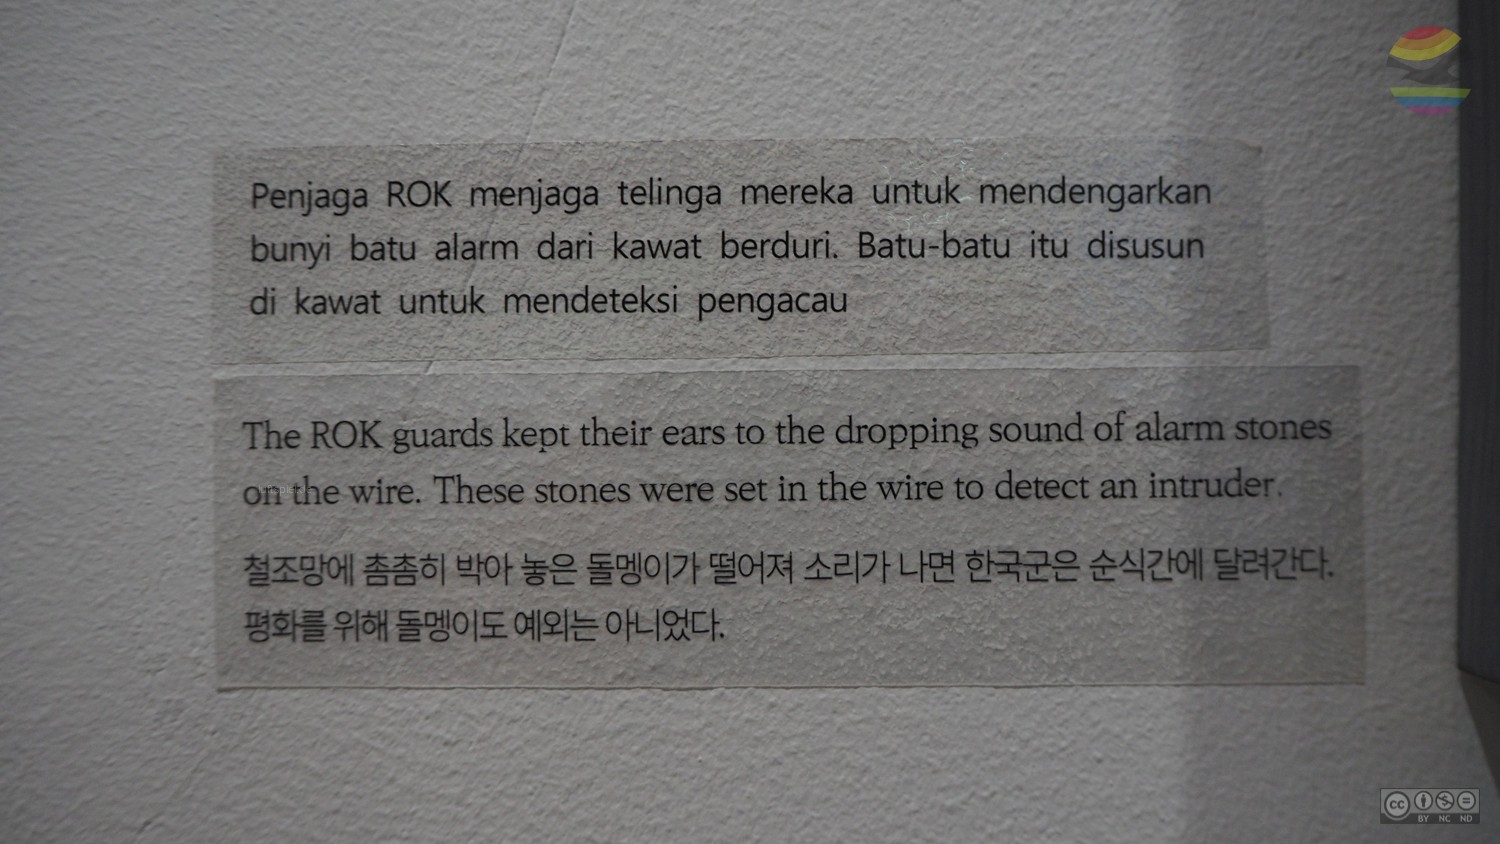 Penjaga ROK menjaga telinga mereka untuk mendengarkan
bunyi batu alarm dari kawat berduri. Batu-batu itu disusun
di kawat untuk mendeteksi pengacau
The ROK guards kept their ears to the dropping sound of alarm stones
on the wire. These stones were set in the wire to detect an intruder.
철조망에 촘촘히 박아 놓은 돌멩이가 떨어져 소리가 나면 한국군은 순식간에 달려간다.
평화를 위해 돌멩이도 예외는 아니었다.
cc
BY NC ND